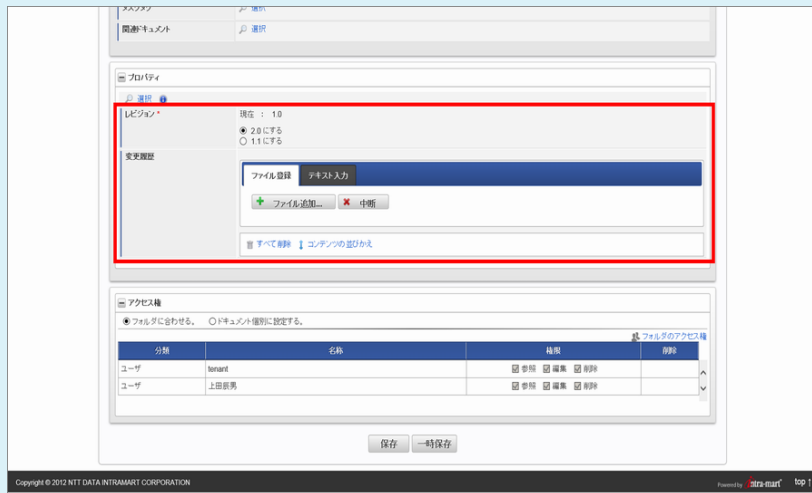 タスクタグ 選択
関連ドキュメント 選択
プロパティ
選択
レビジョン * 現在 : 1.0
2.0 にする
1.1 にする
変更履歴
ファイル登録 テキスト入力
ファイル追加... 中断
すべて削除 コンテンツの並びかえ
アクセス権
フォルダに合わせる。 ドキュメント個別に設定する。
フォルダのアクセス権
分類 名称 権限 削除
ユーザ tenant 参照 編集 削除
ユーザ 上田辰男 参照 編集 削除
保存 一時保存
Copyright © 2012 NTT DATA INTRAMART CORPORATION Powered by intra-mart top